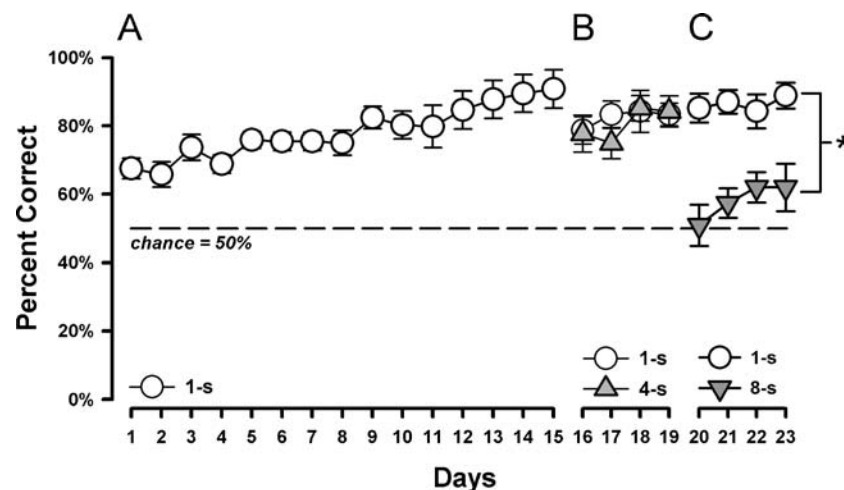 A B C
100%
80%
60%
40%
20%
0%
Percent Correct
*
chance = 50%
1-s
1-s
4-s
1-s
8-s
1 2 3 4 5 6 7 8 9 10 11 12 13 14 15 16 17 18 19 20 21 22 23
Days